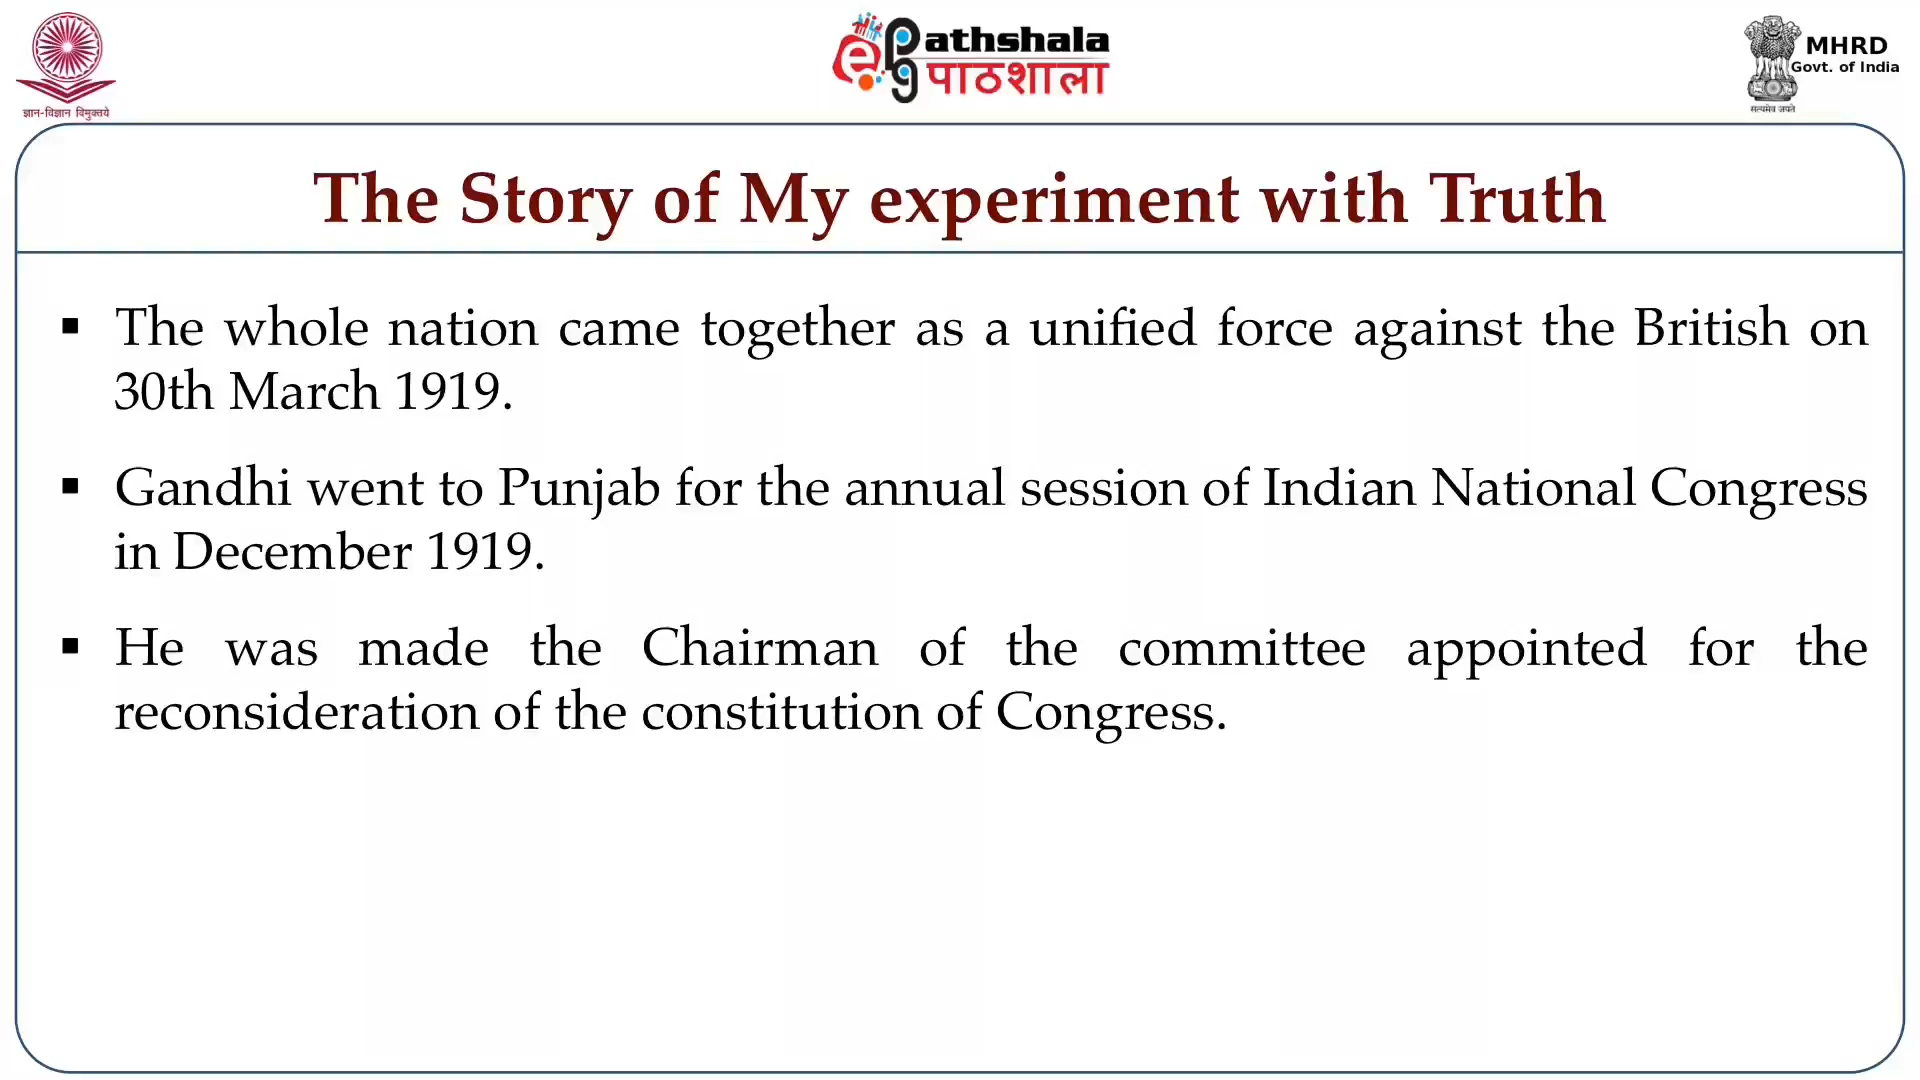 ज्ञान-विज्ञान विमुक्तये
e pg Pathshala
पाठशाला
MHRD
Govt. of India
सत्यमेव जयते
The Story of My experiment with Truth
▪ The whole nation came together as a unified force against the British on
30th March 1919.
▪ Gandhi went to Punjab for the annual session of Indian National Congress
in December 1919.
▪ He was made the Chairman of the committee appointed for the
reconsideration of the constitution of Congress.